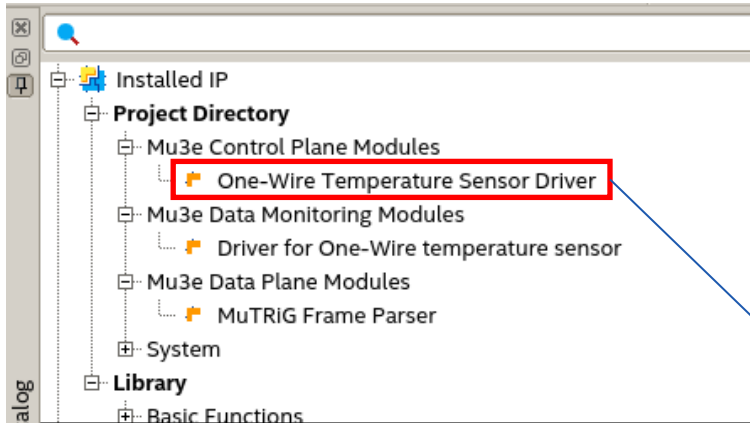 Installed IP
Project Directory
Mu3e Control Plane Modules
One-Wire Temperature Sensor Driver
Mu3e Data Monitoring Modules
Driver for One-Wire temperature sensor
Mu3e Data Plane Modules
MuTRiG Frame Parser
System
Library
Basic Functions
alog